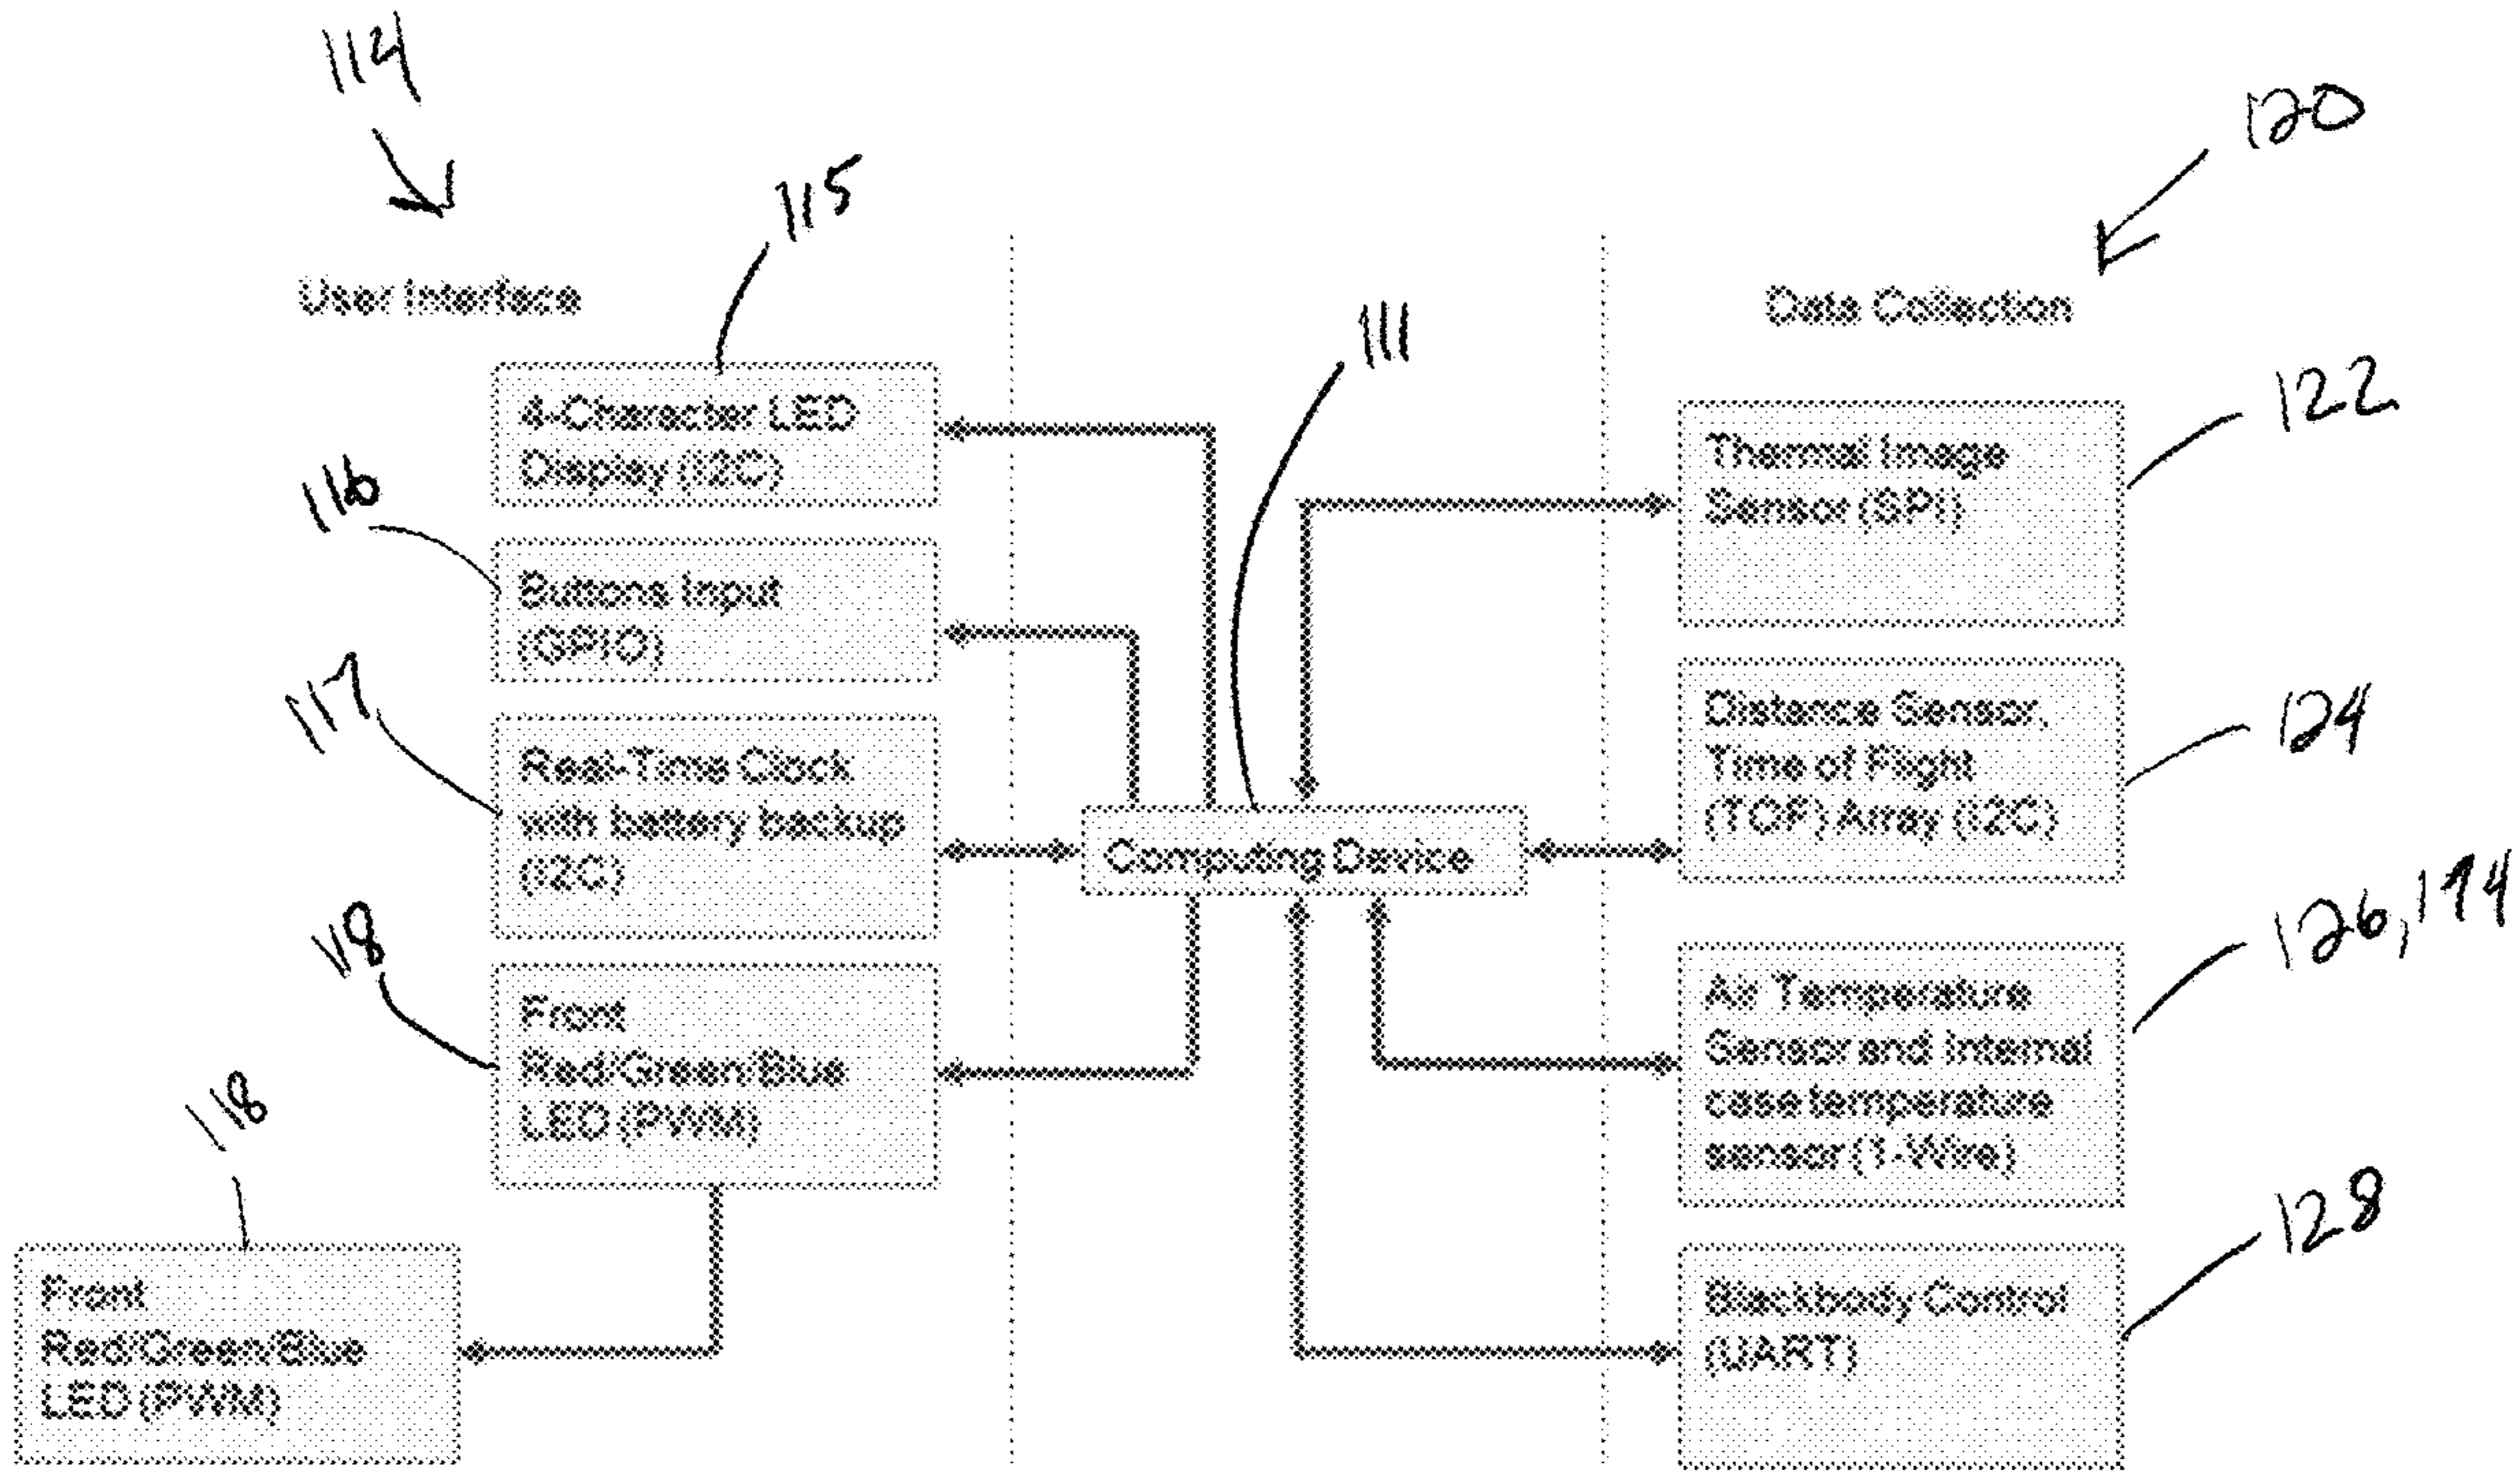 114
120
115
User Interface
Data Collection
111
4-Character LED
Display (I2C)
122
Thermal Image
Sensor (SPI)
116
Buttons Input
(GPIO)
117
Real-Time Clock
with battery backup
(I2C)
124
Distance Sensor,
Time of Flight
(TOF) Array (I2C)
Computing Device
118
Front
Red/Green/Blue
LED (PWM)
126, 174
Air Temperature
Sensor and Internal
case temperature
sensor (1-Wire)
118
Front
Red/Green/Blue
LED (PWM)
128
Blackbody Control
(UART)